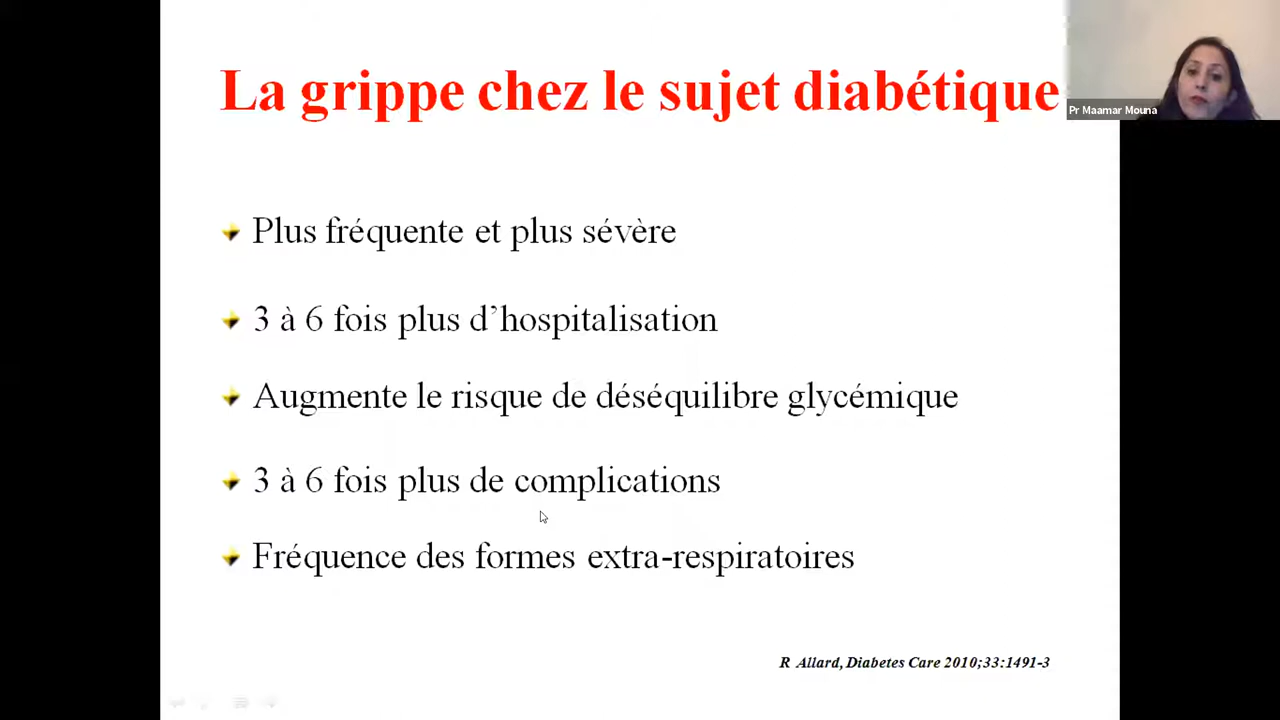 La grippe chez le sujet diabétique
Pr Maamar Mouna
Plus fréquente et plus sévère
3 à 6 fois plus d’hospitalisation
Augmente le risque de déséquilibre glycémique
3 à 6 fois plus de complications
Fréquence des formes extra-respiratoires
R Allard, Diabetes Care 2010;33:1491-3